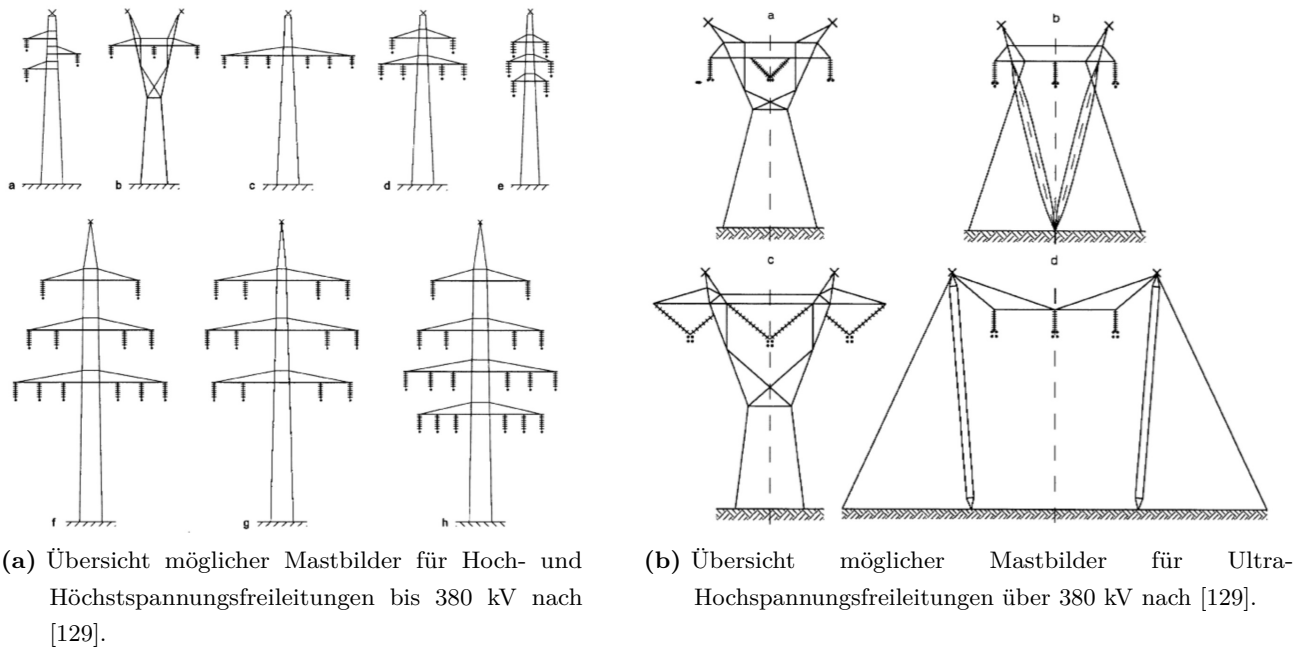 a
b
c
d
e
f
g
h
a
b
c
d
(a) Übersicht möglicher Mastbilder für Hoch- und
Höchstspannungsfreileitungen bis 380 kV nach
[129].
(b) Übersicht möglicher Mastbilder für Ultra-
Hochspannungsfreileitungen über 380 kV nach [129].